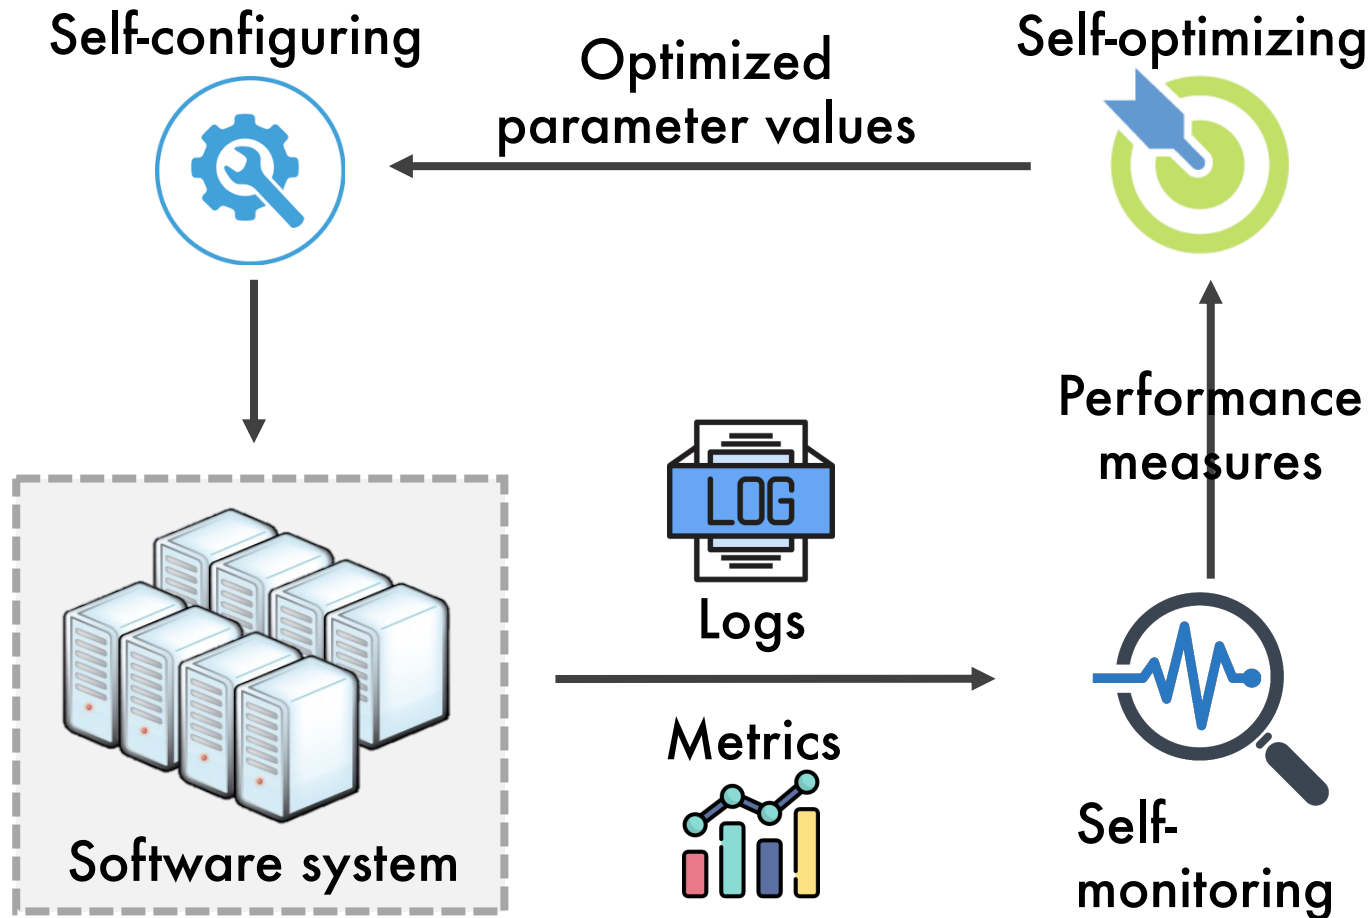 Self-configuring
Optimized
parameter values
Self-optimizing
Performance
measures
LOG
Logs
Metrics
Software system
Self-
monitoring